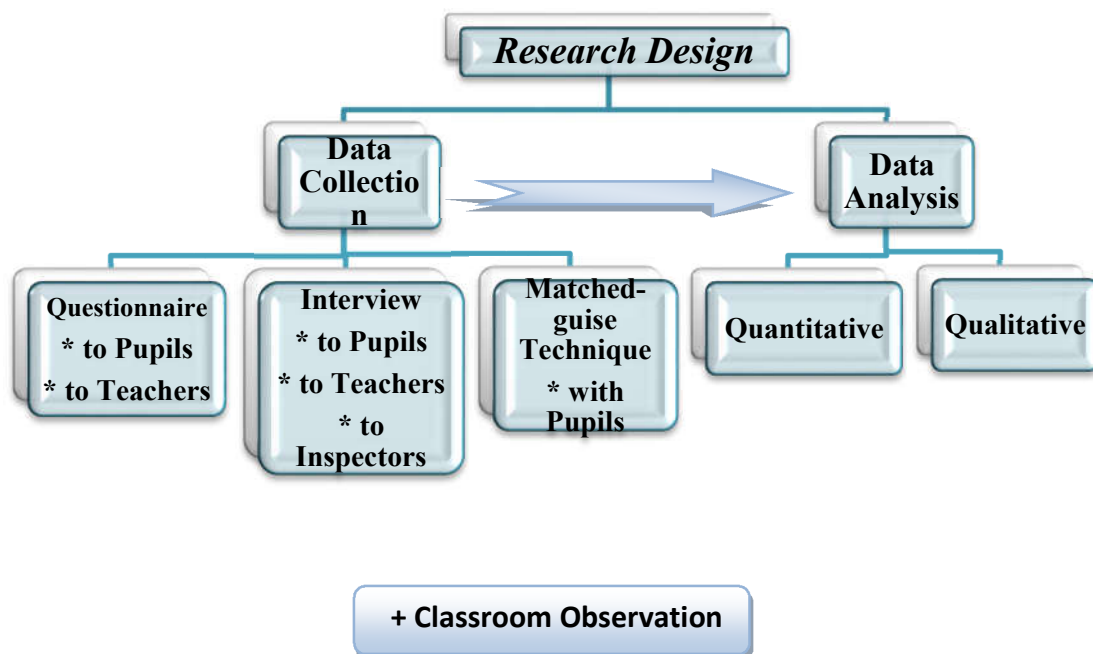 Research Design
Data
Collectio
n
Data
Analysis
Questionnaire
* to Pupils
* to Teachers
Interview
* to Pupils
* to Teachers
* to
Inspectors
Matched-
guise
Technique
* with
Pupils
Quantitative
Qualitative
+ Classroom Observation